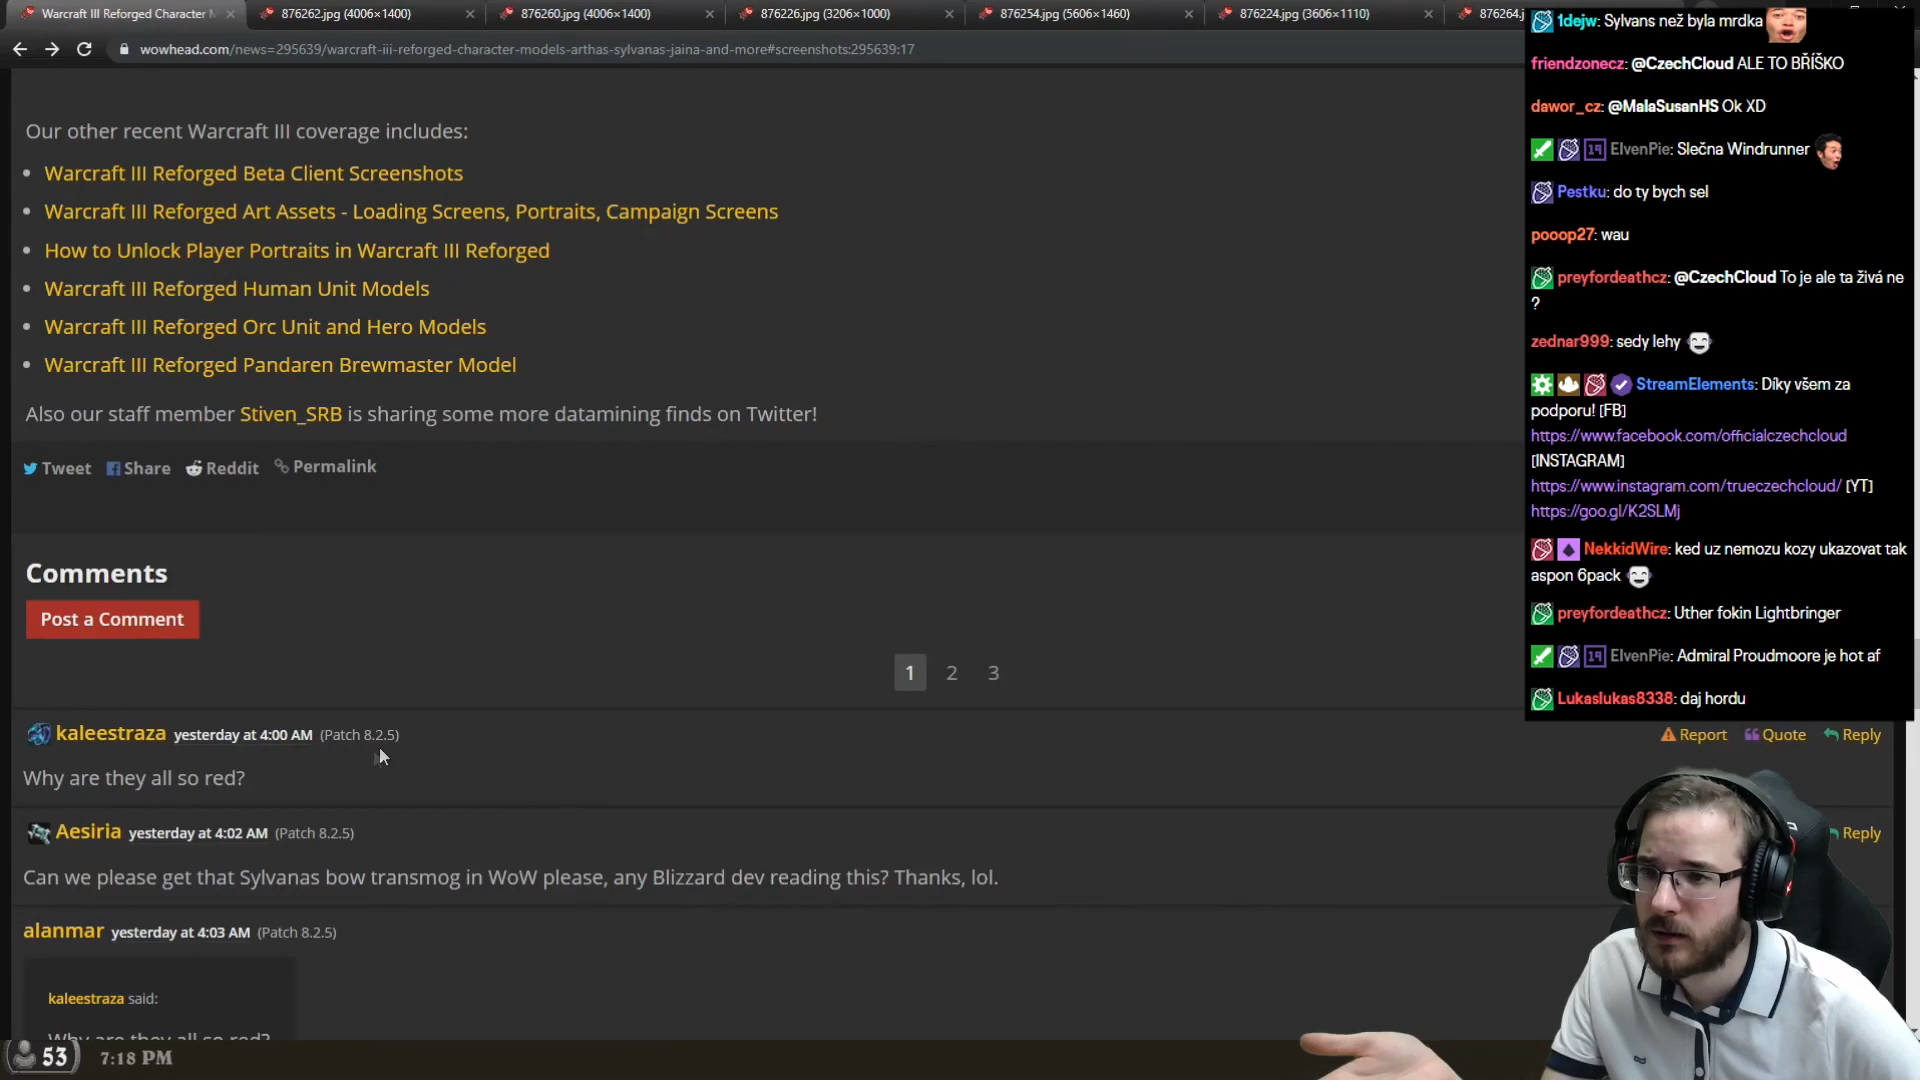 Warcraft III Reforged Character M
876262.jpg (4006×1400)
876260.jpg (4006×1400)
876226.jpg (3206×1000)
876254.jpg (5606×1460)
876224.jpg (3606×1110)
876264.j
wowhead.com/news=295639/warcraft-iii-reforged-character-models-arthas-sylvanas-jaina-and-more#screenshots:295639:17
Our other recent Warcraft III coverage includes:
Warcraft III Reforged Beta Client Screenshots
Warcraft III Reforged Art Assets - Loading Screens, Portraits, Campaign Screens
How to Unlock Player Portraits in Warcraft III Reforged
Warcraft III Reforged Human Unit Models
Warcraft III Reforged Orc Unit and Hero Models
Warcraft III Reforged Pandaren Brewmaster Model
Also our staff member Stiven_SRB is sharing some more datamining finds on Twitter!
Tweet Share Reddit Permalink
Comments
Post a Comment
1 2 3
kaleestraza yesterday at 4:00 AM (Patch 8.2.5)
Report Quote Reply
Why are they all so red?
Aesiria yesterday at 4:02 AM (Patch 8.2.5)
Reply
Can we please get that Sylvanas bow transmog in WoW please, any Blizzard dev reading this? Thanks, lol.
alanmar yesterday at 4:03 AM (Patch 8.2.5)
kaleestraza said:
Why are they all so red?
53 7:18 PM
1dejw: Sylvans než byla mrdka
friendzonecz: @CzechCloud ALE TO BŘÍŠKO
dawor_cz: @MalaSusanHS Ok XD
19 ElvenPie: Slečna Windrunner
Pestku: do ty bych sel
pooop27: wau
preyfordeathcz: @CzechCloud To je ale ta živá ne
?
zednar999: sedy lehy
StreamElements: Díky všem za
podporu! [FB]
https://www.facebook.com/officialczechcloud
[INSTAGRAM]
https://www.instagram.com/trueczechcloud/ [YT]
https://goo.gl/K2SLMj
NekkidWire: ked uz nemozu kozy ukazovat tak
aspon 6pack
preyfordeathcz: Uther fokin Lightbringer
19 ElvenPie: Admiral Proudmoore je hot af
Lukaslukas8338: daj hordu